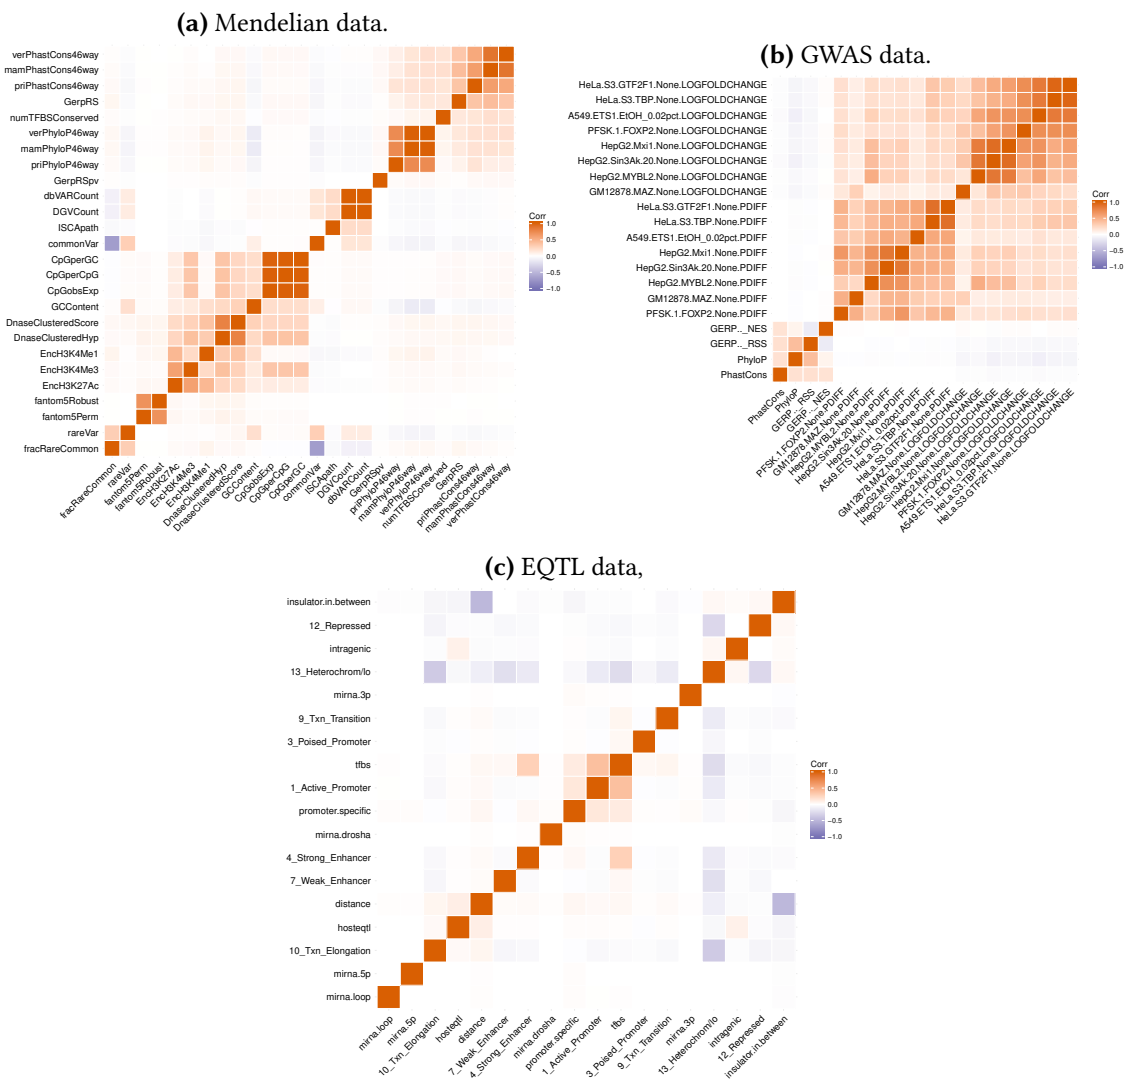 (a) Mendelian data.
verPhastCons46way
mamPhastCons46way
priPhastCons46way
GerpRS
numTFBSConserved
verPhyloP46way
mamPhyloP46way
priPhyloP46way
GerpRSpv
dbVARCount
DGVCount
ISCApath
commonVar
CpGperGC
CpGperCpG
CpGobsExp
GCContent
DnaseClusteredScore
DnaseClusteredHyp
EncH3K4Me1
EncH3K4Me3
EncH3K27Ac
fantom5Robust
fantom5Perm
rareVar
fracRareCommon
fracRareCommon
rareVar
fantom5Perm
fantom5Robust
EncH3K27Ac
EncH3K4Me3
EncH3K4Me1
DnaseClusteredHyp
DnaseClusteredScore
GCContent
CpGobsExp
CpGperCpG
CpGperGC
commonVar
ISCApath
DGVCount
dbVARCount
GerpRSpv
priPhyloP46way
mamPhyloP46way
verPhyloP46way
numTFBSConserved
GerpRS
priPhastCons46way
mamPhastCons46way
verPhastCons46way
Corr
1.0
0.5
0.0
−0.5
−1.0
(b) GWAS data.
HeLa.S3.GTF2F1.None.LOGFOLDCHANGE
HeLa.S3.TBP.None.LOGFOLDCHANGE
A549.ETS1.EtOH_0.02pct.LOGFOLDCHANGE
PFSK.1.FOXP2.None.LOGFOLDCHANGE
HepG2.Mxi1.None.LOGFOLDCHANGE
HepG2.Sin3Ak.20.None.LOGFOLDCHANGE
HepG2.MYBL2.None.LOGFOLDCHANGE
GM12878.MAZ.None.LOGFOLDCHANGE
HeLa.S3.GTF2F1.None.PDIFF
HeLa.S3.TBP.None.PDIFF
A549.ETS1.EtOH_0.02pct.PDIFF
HepG2.Mxi1.None.PDIFF
HepG2.Sin3Ak.20.None.PDIFF
HepG2.MYBL2.None.PDIFF
GM12878.MAZ.None.PDIFF
PFSK.1.FOXP2.None.PDIFF
GERP.._NES
GERP.._RSS
PhyloP
PhastCons
PhastCons
PhyloP
GERP.._RSS
GERP.._NES
PFSK.1.FOXP2.None.PDIFF
GM12878.MAZ.None.PDIFF
HepG2.MYBL2.None.PDIFF
HepG2.Sin3Ak.20.None.PDIFF
HepG2.Mxi1.None.PDIFF
A549.ETS1.EtOH_0.02pct.PDIFF
HeLa.S3.TBP.None.PDIFF
HeLa.S3.GTF2F1.None.PDIFF
GM12878.MAZ.None.LOGFOLDCHANGE
HepG2.MYBL2.None.LOGFOLDCHANGE
HepG2.Sin3Ak.20.None.LOGFOLDCHANGE
HepG2.Mxi1.None.LOGFOLDCHANGE
PFSK.1.FOXP2.None.LOGFOLDCHANGE
A549.ETS1.EtOH_0.02pct.LOGFOLDCHANGE
HeLa.S3.TBP.None.LOGFOLDCHANGE
HeLa.S3.GTF2F1.None.LOGFOLDCHANGE
Corr
1.0
0.5
0.0
−0.5
−1.0
(c) EQTL data,
insulator.in.between
12_Repressed
intragenic
13_Heterochrom/lo
mirna.3p
9_Txn_Transition
3_Poised_Promoter
tfbs
1_Active_Promoter
promoter.specific
mirna.drosha
4_Strong_Enhancer
7_Weak_Enhancer
distance
hosteqtl
10_Txn_Elongation
mirna.5p
mirna.loop
mirna.loop
mirna.5p
10_Txn_Elongation
hosteqtl
distance
7_Weak_Enhancer
4_Strong_Enhancer
mirna.drosha
promoter.specific
1_Active_Promoter
tfbs
3_Poised_Promoter
9_Txn_Transition
mirna.3p
13_Heterochrom/lo
intragenic
12_Repressed
insulator.in.between
Corr
1.0
0.5
0.0
−0.5
−1.0